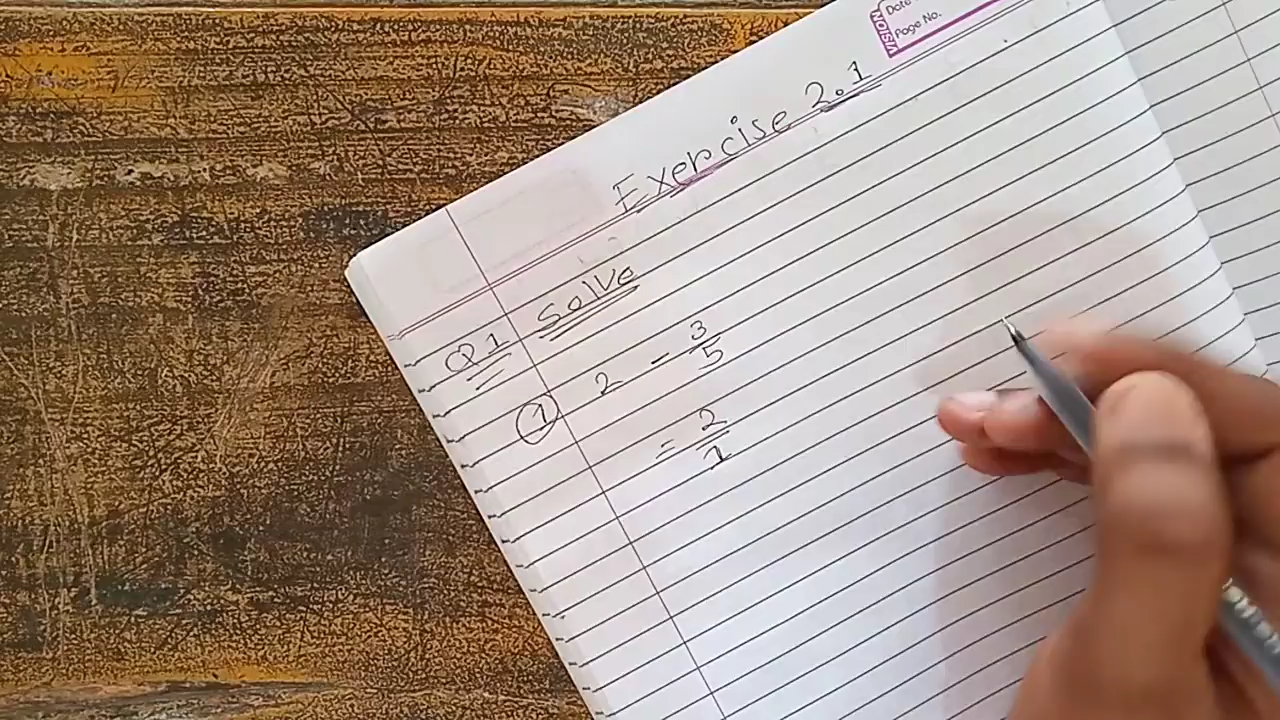 VISION
Date
Page No.
Exercise 2.1
Q1 Solve
① 2 - 3/5
= 2/1